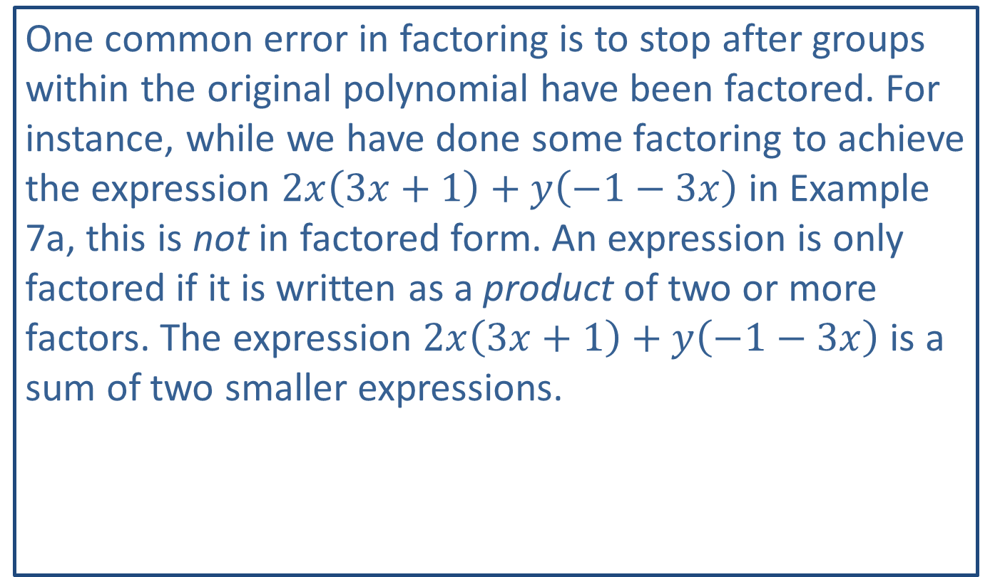 One common error in factoring is to stop after groups
within the original polynomial have been factored. For
instance, while we have done some factoring to achieve
the expression 2𝑥(3𝑥 + 1) + 𝑦(−1 − 3𝑥) in Example
7a, this is not in factored form. An expression is only
factored if it is written as a product of two or more
factors. The expression 2𝑥(3𝑥 + 1) + 𝑦(−1 − 3𝑥) is a
sum of two smaller expressions.